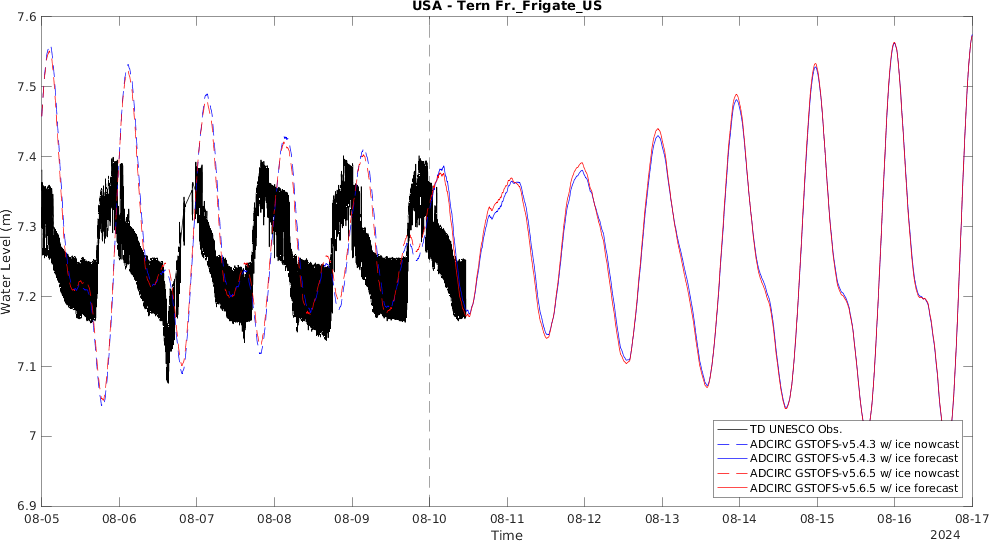 USA - Tern Fr._Frigate_US
7.6
7.5
7.4
7.3
7.2
7.1
7
6.9
Water Level (m)
TD UNESCO Obs.
ADCIRC GSTOFS-v5.4.3 w/ ice nowcast
ADCIRC GSTOFS-v5.4.3 w/ ice forecast
ADCIRC GSTOFS-v5.6.5 w/ ice nowcast
ADCIRC GSTOFS-v5.6.5 w/ ice forecast
08-05 08-06 08-07 08-08 08-09 08-10 08-11 08-12 08-13 08-14 08-15 08-16 08-17
Time
2024